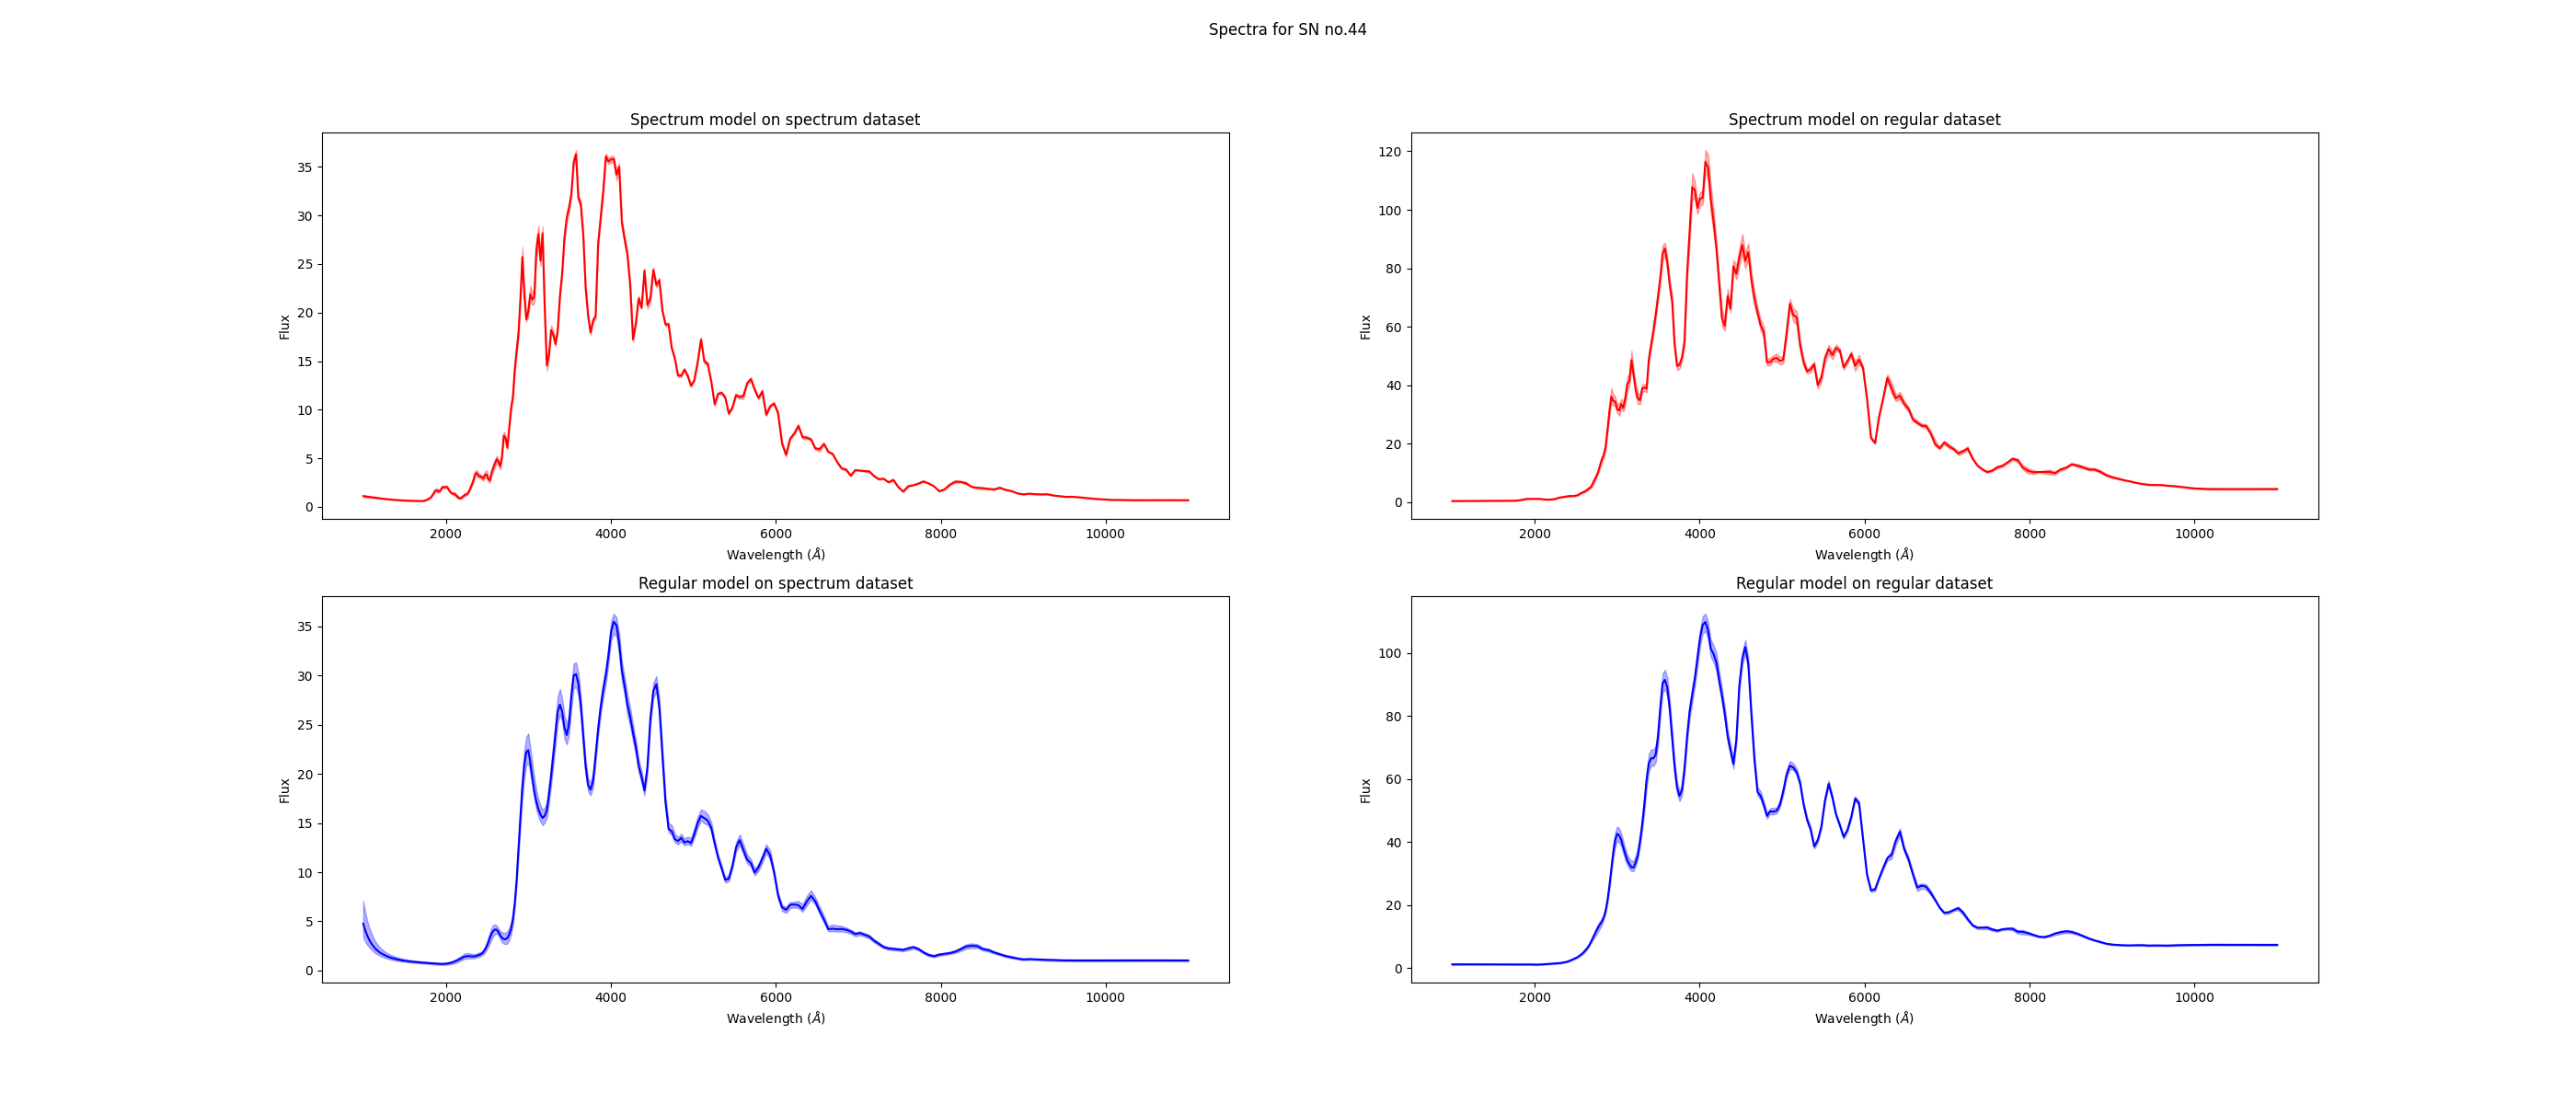 Spectra for SN no.44
Spectrum model on spectrum dataset
35
30
25
20
15
10
5
0
Flux
2000 4000 6000 8000 10000
Wavelength (Å)
Spectrum model on regular dataset
120
100
80
60
40
20
0
Flux
2000 4000 6000 8000 10000
Wavelength (Å)
Regular model on spectrum dataset
35
30
25
20
15
10
5
0
Flux
2000 4000 6000 8000 10000
Wavelength (Å)
Regular model on regular dataset
100
80
60
40
20
0
Flux
2000 4000 6000 8000 10000
Wavelength (Å)